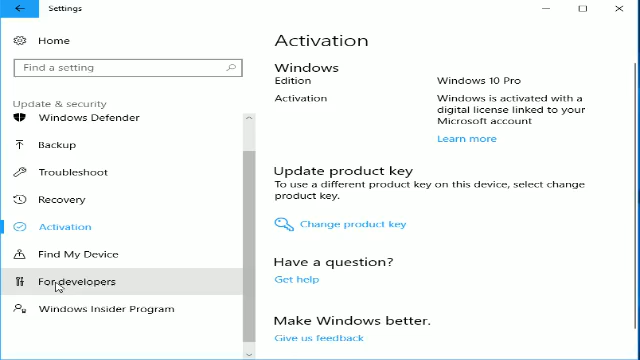 Settings
Home
Find a setting
Update & security
Windows Defender
Backup
Troubleshoot
Recovery
Activation
Find My Device
For developers
Windows Insider Program
Activation
Windows
Edition Windows 10 Pro
Activation Windows is activated with a
digital license linked to your
Microsoft account
Learn more
Update product key
To use a different product key on this device, select change
product key.
Change product key
Have a question?
Get help
Make Windows better.
Give us feedback